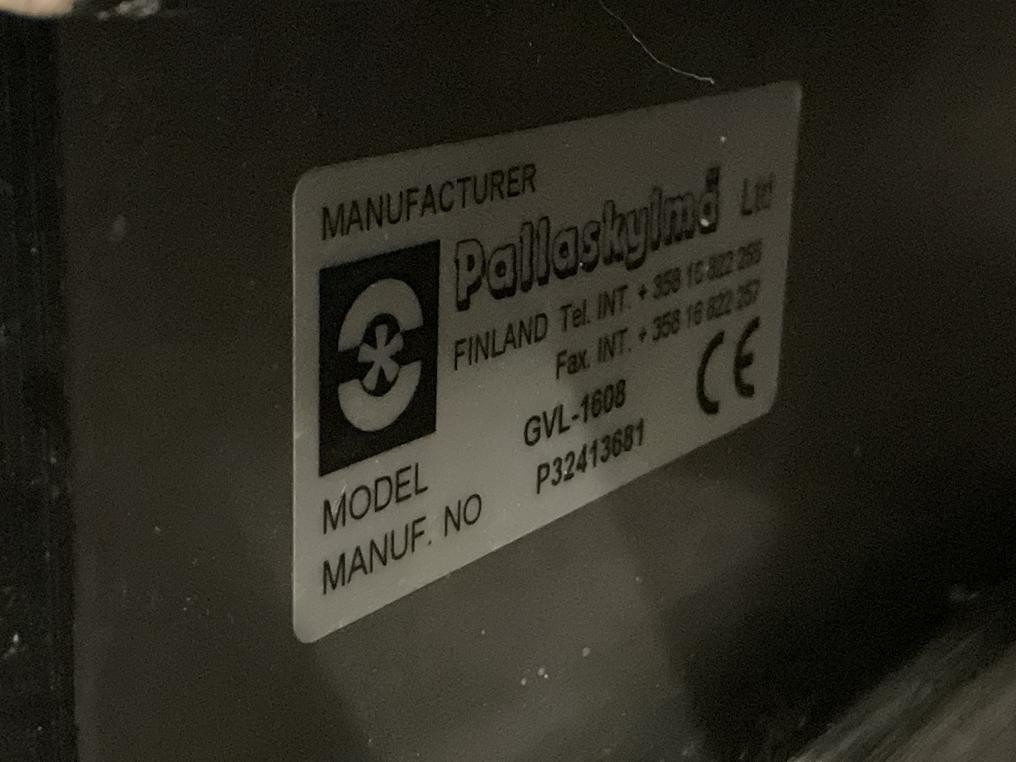 MANUFACTURER
Pallaskylmä Ltd
FINLAND Tel. INT. + 358 16 822 255
Fax. INT. + 358 16 822 257
CE
MODEL GVL-1608
MANUF. NO P32413681